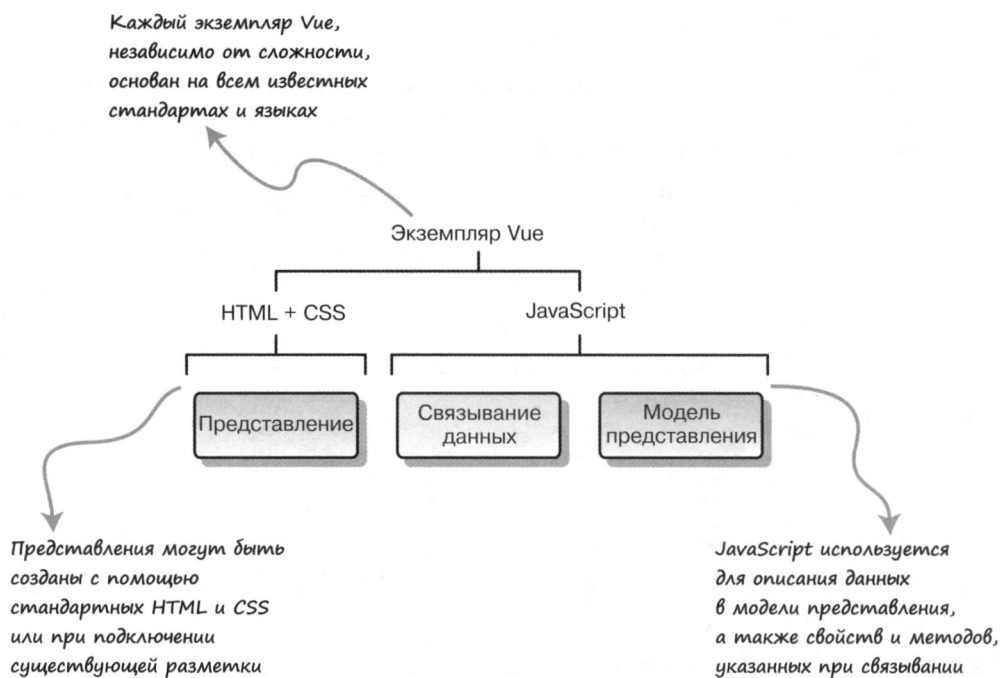 Каждый экземпляр Vue,
независимо от сложности,
основан на всем известных
стандартах и языках
Экземпляр Vue
HTML + CSS
JavaScript
Представление
Связывание
данных
Модель
представления
Представления могут быть
созданы с помощью
стандартных HTML и CSS
или при подключении
существующей разметки
JavaScript используется
для описания данных
в модели представления,
а также свойств и методов,
указанных при связывании